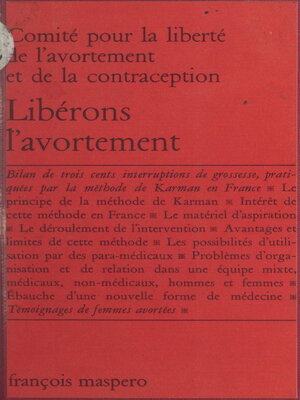 Comité pour la liberté
de l'avortement
et de la contraception
Libérons
l'avortement
Bilan de trois cents interruptions de grossesse, prati-
quées par la méthode de Karman en France ▣ Le
principe de la méthode de Karman ▣ Intérêt de
cette méthode en France ▣ Le matériel d'aspiration
▣ Le déroulement de l'intervention ▣ Avantages et
limites de cette méthode ▣ Les possibilités d'utili-
sation par des para-médicaux ▣ Problèmes d'orga-
nisation et de relation dans une équipe mixte,
médicaux, non-médicaux, hommes et femmes ▣
Ébauche d'une nouvelle forme de médecine ▣
Témoignages de femmes avortées ▣
françois maspero